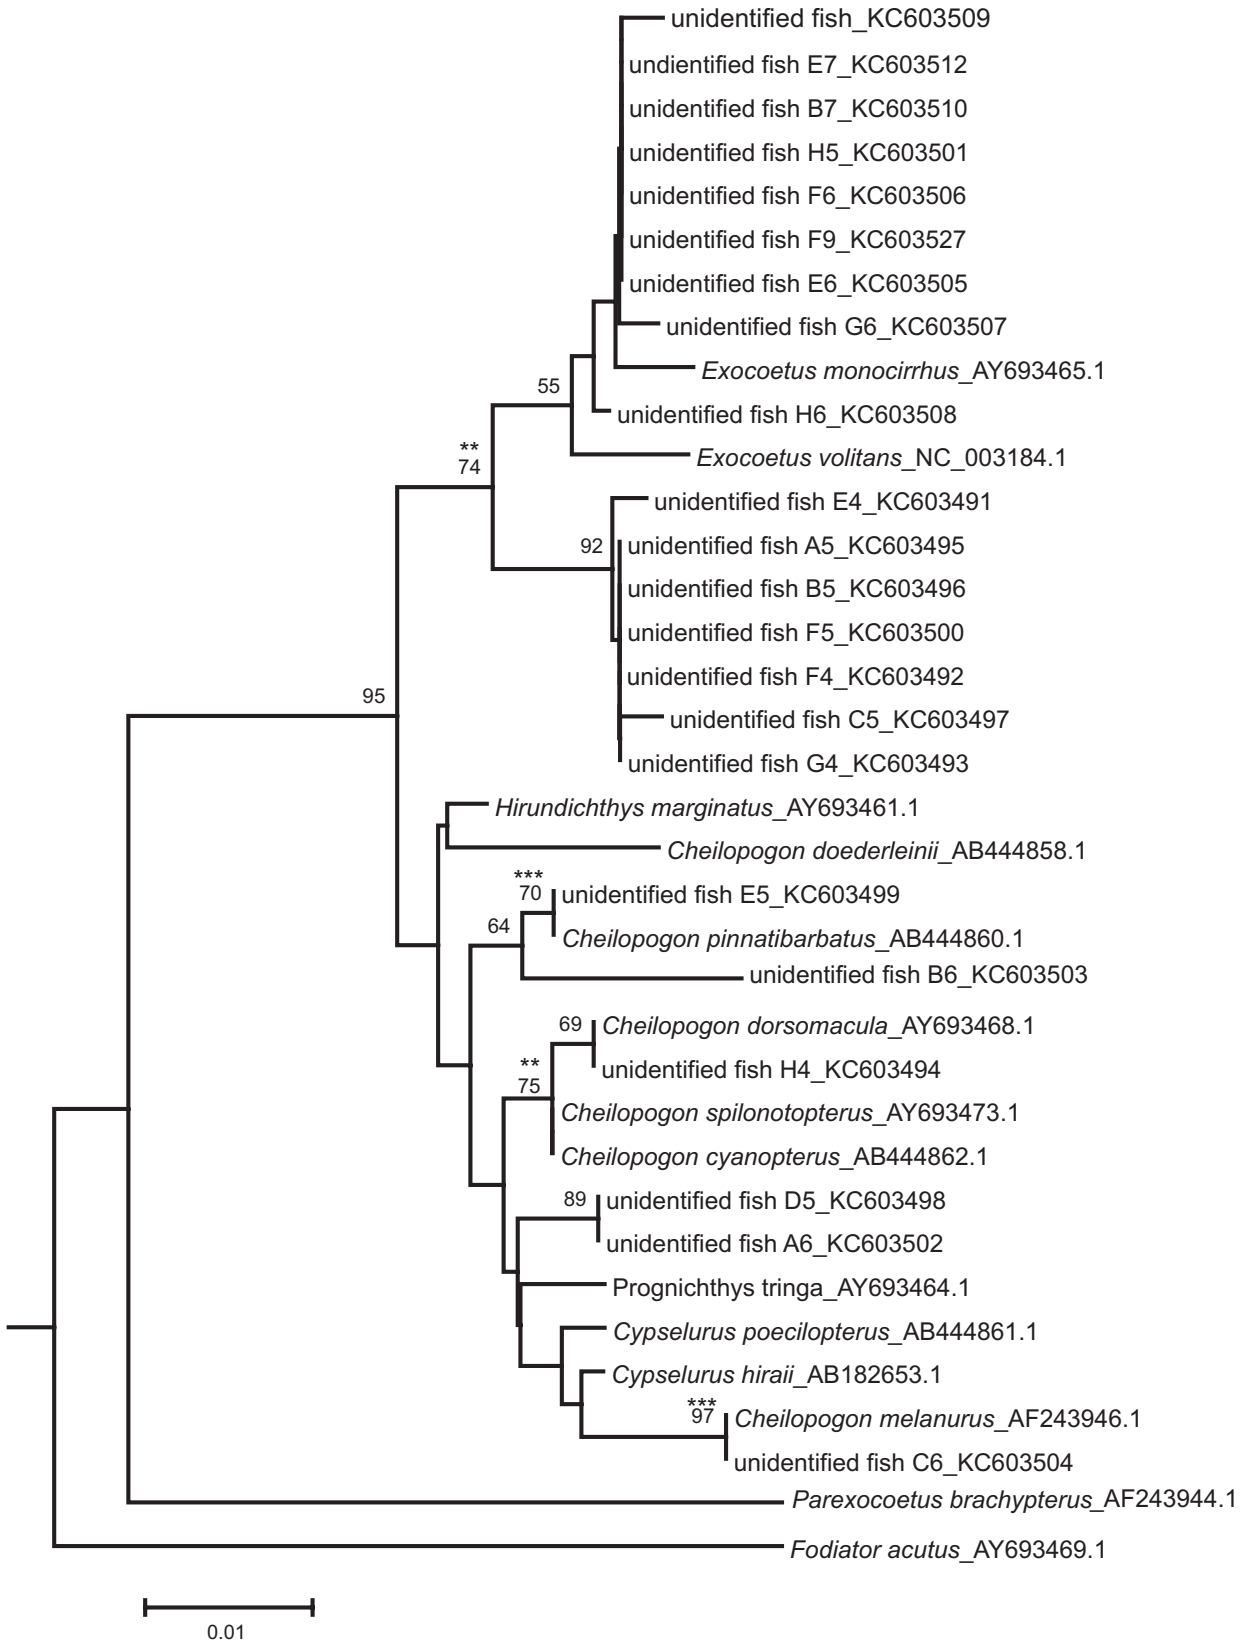 unidentified fish_KC603509
undientified fish E7_KC603512
unidentified fish B7_KC603510
unidentified fish H5_KC603501
unidentified fish F6_KC603506
unidentified fish F9_KC603527
unidentified fish E6_KC603505
unidentified fish G6_KC603507
Exocoetus monocirrhus_AY693465.1
55
unidentified fish H6_KC603508
**
74
Exocoetus volitans_NC_003184.1
unidentified fish E4_KC603491
92
unidentified fish A5_KC603495
unidentified fish B5_KC603496
unidentified fish F5_KC603500
unidentified fish F4_KC603492
95
unidentified fish C5_KC603497
unidentified fish G4_KC603493
Hirundichthys marginatus_AY693461.1
Cheilopogon doederleinii_AB444858.1
***
70
unidentified fish E5_KC603499
64
Cheilopogon pinnatibarbatus_AB444860.1
unidentified fish B6_KC603503
69
Cheilopogon dorsomacula_AY693468.1
**
75
unidentified fish H4_KC603494
Cheilopogon spilonotopterus_AY693473.1
Cheilopogon cyanopterus_AB444862.1
89
unidentified fish D5_KC603498
unidentified fish A6_KC603502
Prognichthys tringa_AY693464.1
Cypselurus poecilopterus_AB444861.1
Cypselurus hiraii_AB182653.1
***
97
Cheilopogon melanurus_AF243946.1
unidentified fish C6_KC603504
Parexocoetus brachypterus_AF243944.1
Fodiator acutus_AY693469.1
0.01